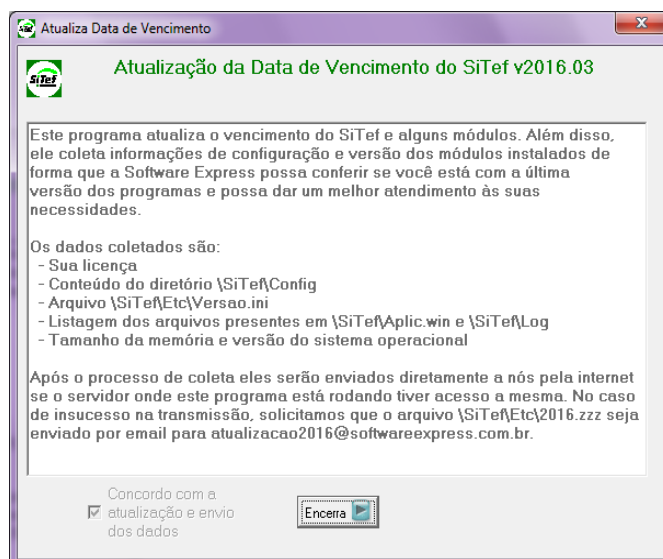 Atualiza Data de Vencimento
SiTef
Atualização da Data de Vencimento do SiTef v2016.03
Este programa atualiza o vencimento do SiTef e alguns módulos. Além disso,
ele coleta informações de configuração e versão dos módulos instalados de
forma que a Software Express possa conferir se você está com a última
versão dos programas e possa dar um melhor atendimento às suas
necessidades.
Os dados coletados são:
- Sua licença
- Conteúdo do diretório \SiTef\Config
- Arquivo \SiTef\Etc\Versao.ini
- Listagem dos arquivos presentes em \SiTef\Aplic.win e \SiTef\Log
- Tamanho da memória e versão do sistema operacional
Após o processo de coleta eles serão enviados diretamente a nós pela internet
se o servidor onde este programa está rodando tiver acesso a mesma. No caso
de insucesso na transmissão, solicitamos que o arquivo \SiTef\Etc\2016.zzz seja
enviado por email para atualizacao2016@softwareexpress.com.br.
Concordo com a
atualização e envio
dos dados
Encerra